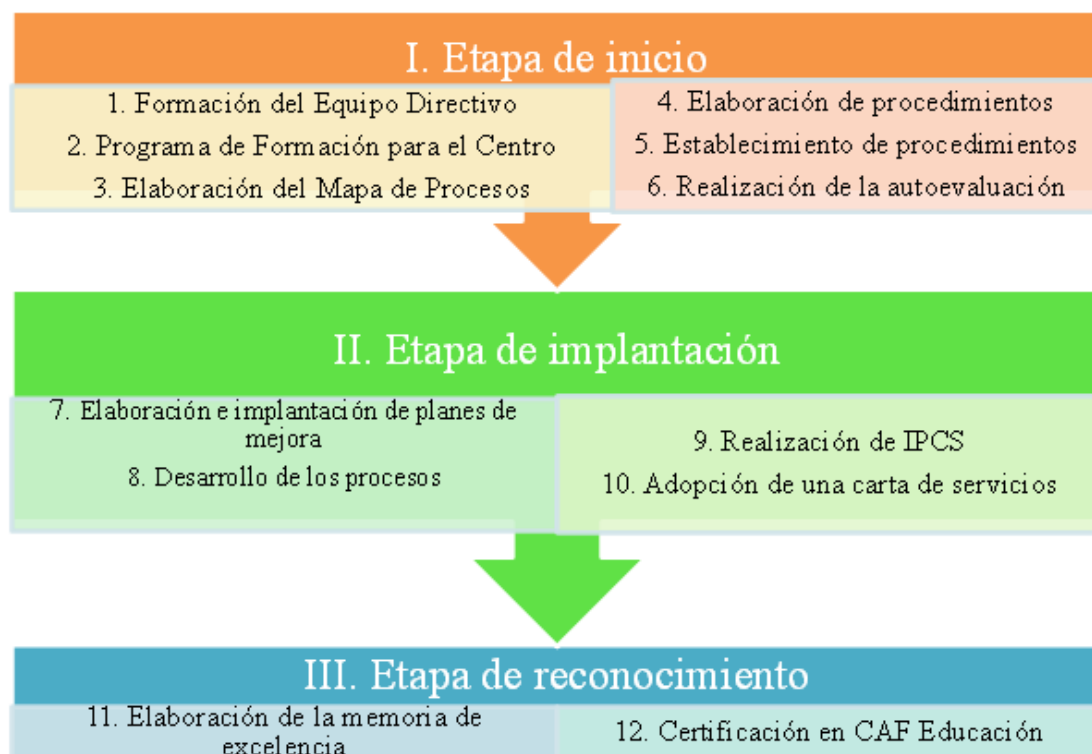 I. Etapa de inicio
1. Formación del Equipo Directivo
2. Programa de Formación para el Centro
3. Elaboración del Mapa de Procesos
4. Elaboración de procedimientos
5. Establecimiento de procedimientos
6. Realización de la autoevaluación
II. Etapa de implantación
7. Elaboración e implantación de planes de
mejora
8. Desarrollo de los procesos
9. Realización de IPCS
10. Adopción de una carta de servicios
III. Etapa de reconocimiento
11. Elaboración de la memoria de
excelencia
12. Certificación en CAF Educación